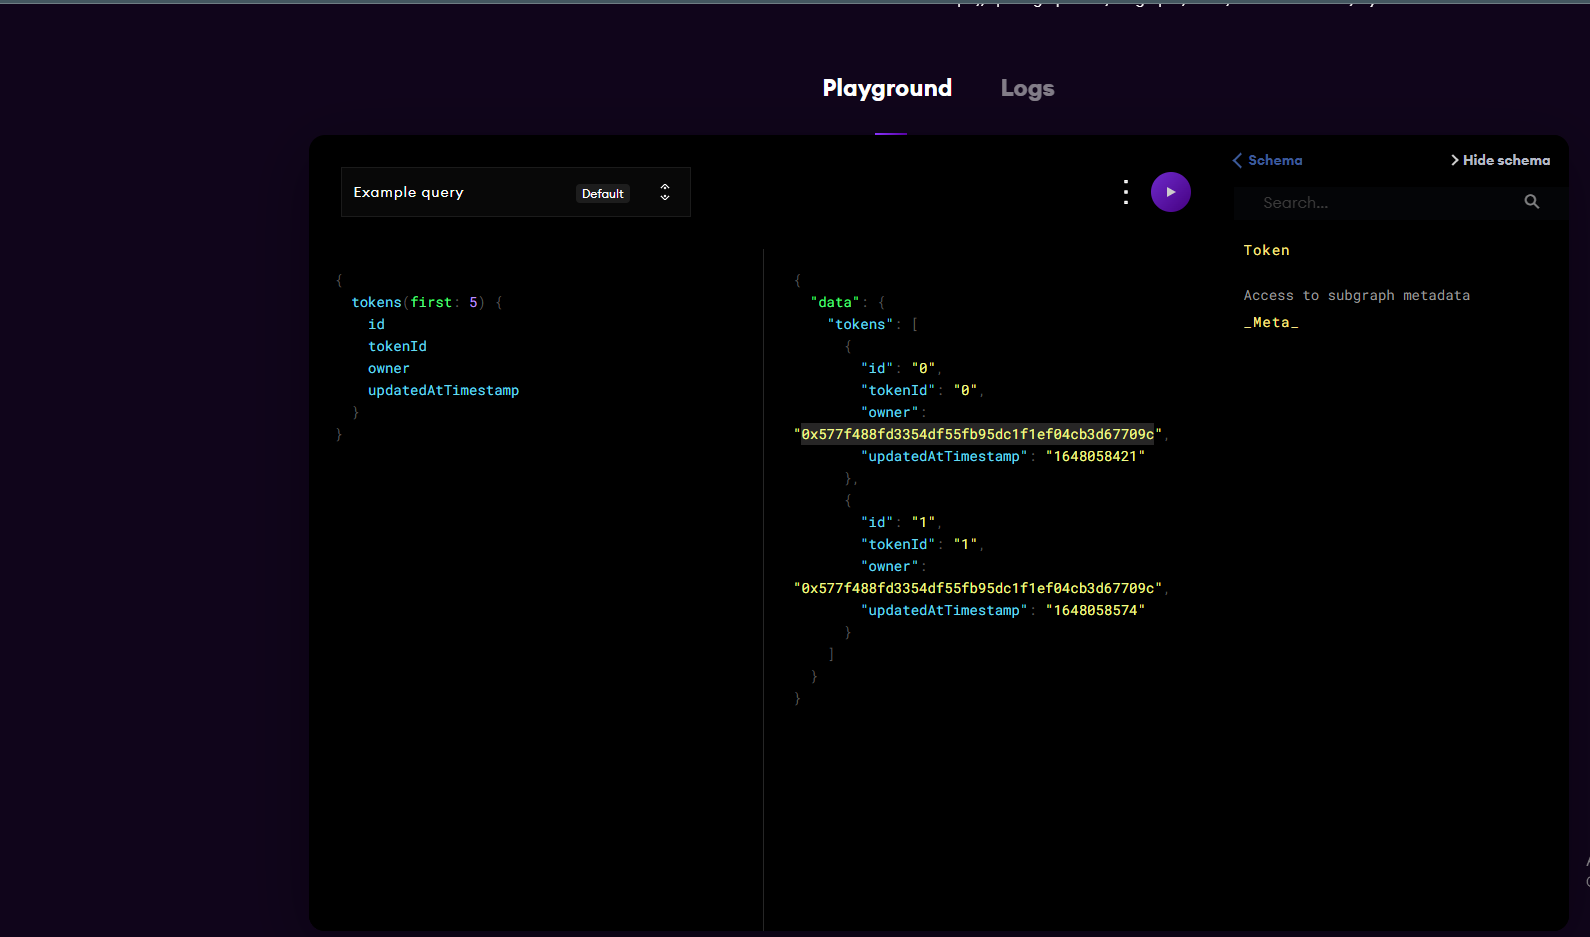 Playground
Logs
Example query
Default
{
tokens(first: 5) {
id
tokenId
owner
updatedAtTimestamp
}
}
{
"data": {
"tokens": [
{
"id": "0",
"tokenId": "0",
"owner":
"0x577f488fd3354df55fb95dc1f1ef04cb3d67709c",
"updatedAtTimestamp": "1648058421"
},
{
"id": "1",
"tokenId": "1",
"owner":
"0x577f488fd3354df55fb95dc1f1ef04cb3d67709c",
"updatedAtTimestamp": "1648058574"
}
]
}
}
Schema
Hide schema
Search...
Token
Access to subgraph metadata
_Meta_